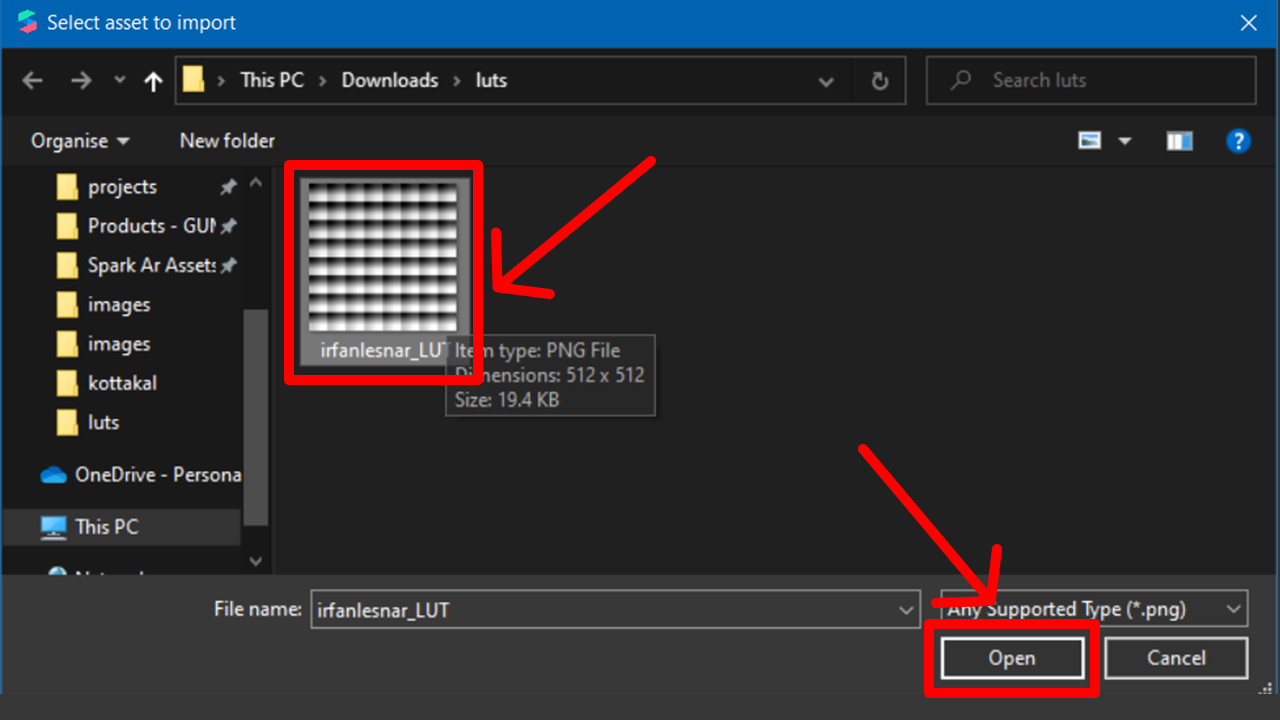 Select asset to import
This PC > Downloads > luts
Search luts
Organise
New folder
projects
Products - GUM
Spark Ar Assets
images
images
kottakal
luts
OneDrive - Persona
This PC
irfanlesnar_LUT
Item type: PNG File
Dimensions: 512 x 512
Size: 19.4 KB
File name: irfanlesnar_LUT
Any Supported Type (*.png)
Open
Cancel